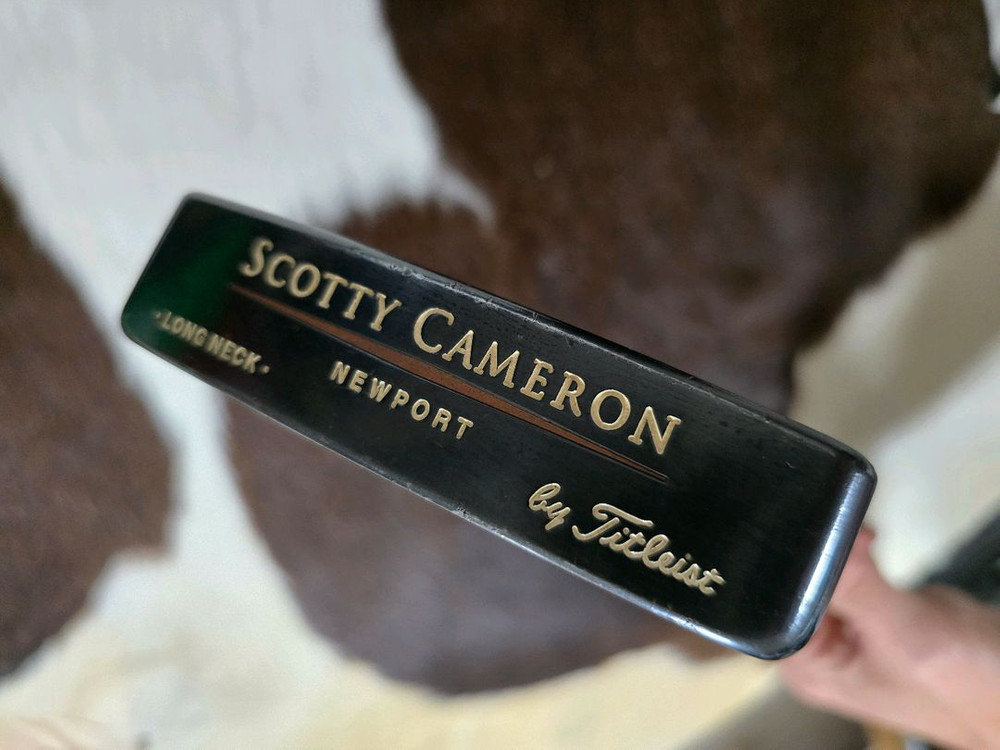 SCOTTY CAMERON
·LONG NECK·
NEWPORT
by Titleist